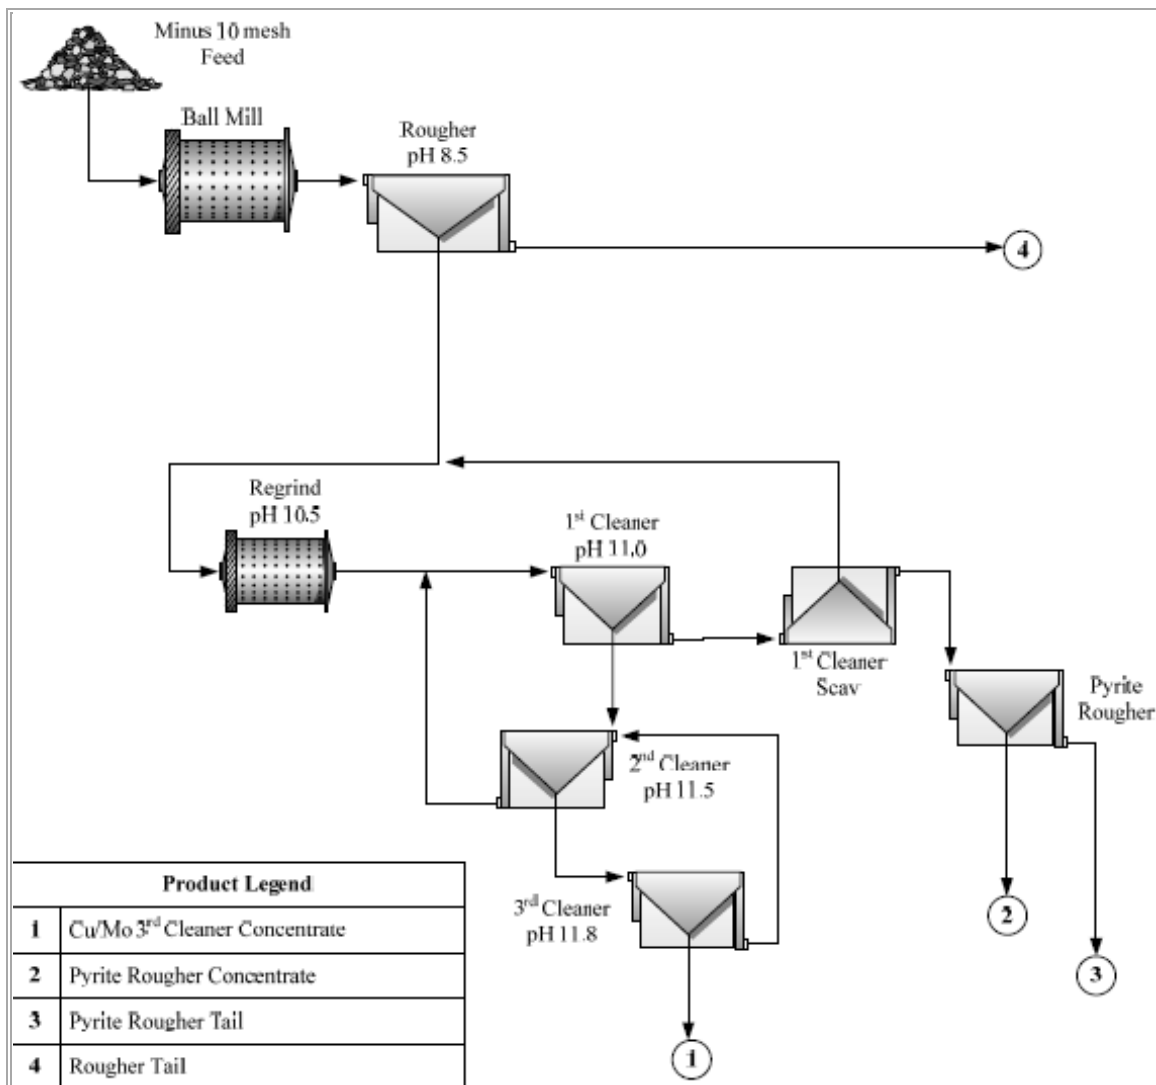 Minus 10 mesh
Feed
Ball Mill
Rougher
pH 8.5
4
Regrind
pH 10.5
1st Cleaner
pH 11.0
1st Cleaner
Scav
Pyrite
Rougher
2nd Cleaner
pH 11.5
3rd Cleaner
pH 11.8
2
3
1
Product Legend
1 Cu/Mo 3rd Cleaner Concentrate
2 Pyrite Rougher Concentrate
3 Pyrite Rougher Tail
4 Rougher Tail